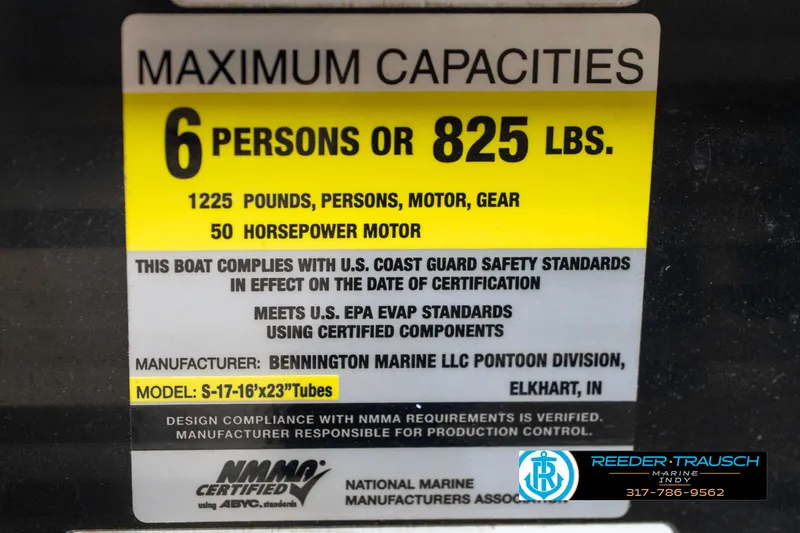 MAXIMUM CAPACITIES
6 PERSONS OR 825 LBS.
1225 POUNDS, PERSONS, MOTOR, GEAR
50 HORSEPOWER MOTOR
THIS BOAT COMPLIES WITH U.S. COAST GUARD SAFETY STANDARDS
IN EFFECT ON THE DATE OF CERTIFICATION
MEETS U.S. EPA EVAP STANDARDS
USING CERTIFIED COMPONENTS
MANUFACTURER: BENNINGTON MARINE LLC PONTOON DIVISION,
MODEL: S-17-16'x23"Tubes ELKHART, IN
DESIGN COMPLIANCE WITH NMMA REQUIREMENTS IS VERIFIED.
MANUFACTURER RESPONSIBLE FOR PRODUCTION CONTROL.
NMMA
CERTIFIED
using ABYC. standards
NATIONAL MARINE
MANUFACTURERS
REEDER·TRAUSCH
MARINE
INDY
317-786-9562